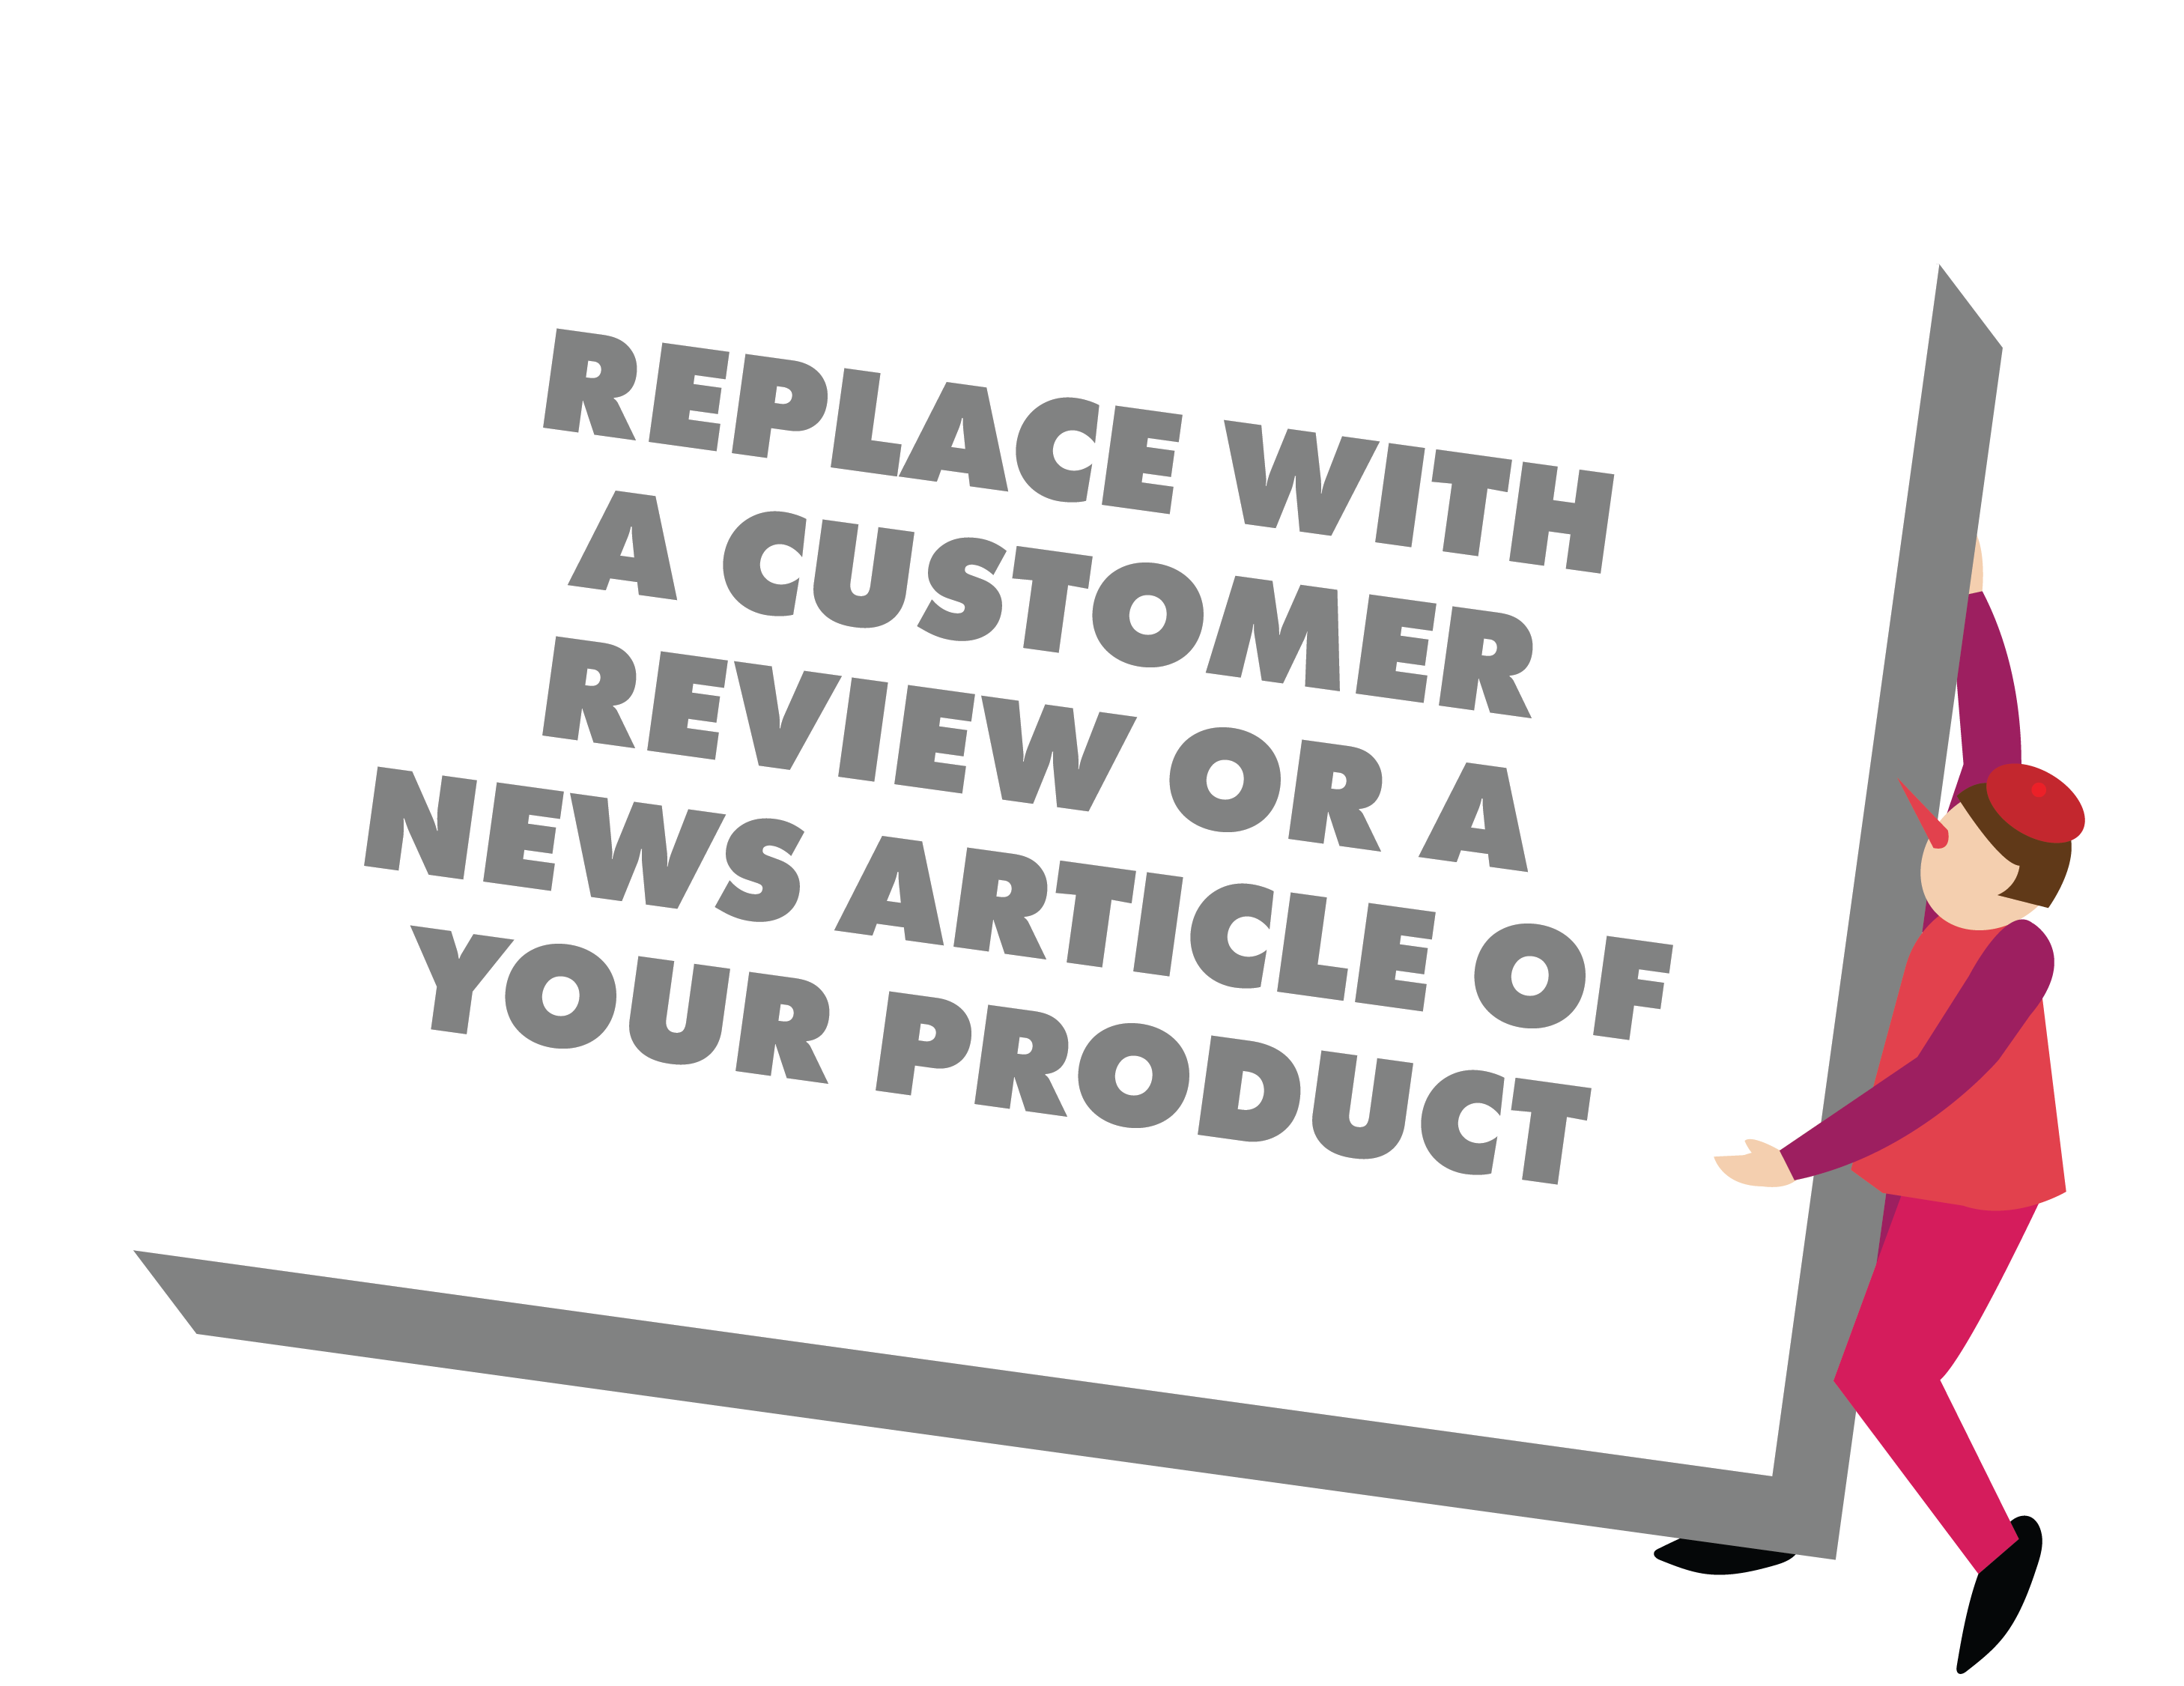 REPLACE WITH
A CUSTOMER
REVIEW OR A
NEWS ARTICLE OF
YOUR PRODUCT